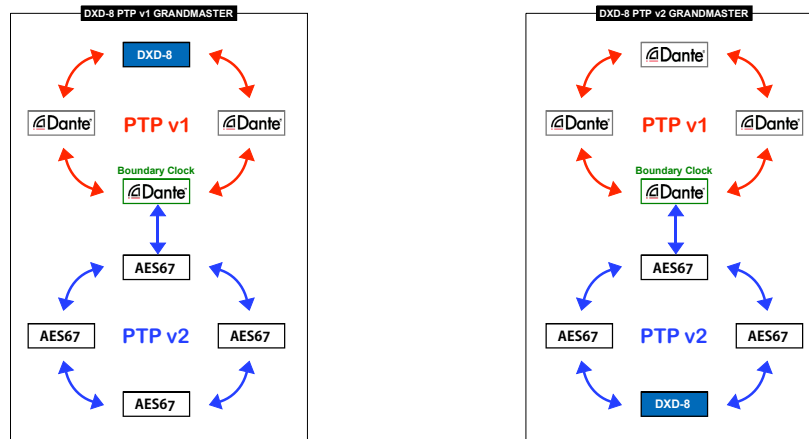 DXD-8 PTP v1 GRANDMASTER
DXD-8
Dante
PTP v1
Dante
Boundary Clock
Dante
AES67
AES67
PTP v2
AES67
AES67
DXD-8 PTP v2 GRANDMASTER
Dante
Dante
PTP v1
Dante
Boundary Clock
Dante
AES67
AES67
PTP v2
AES67
DXD-8